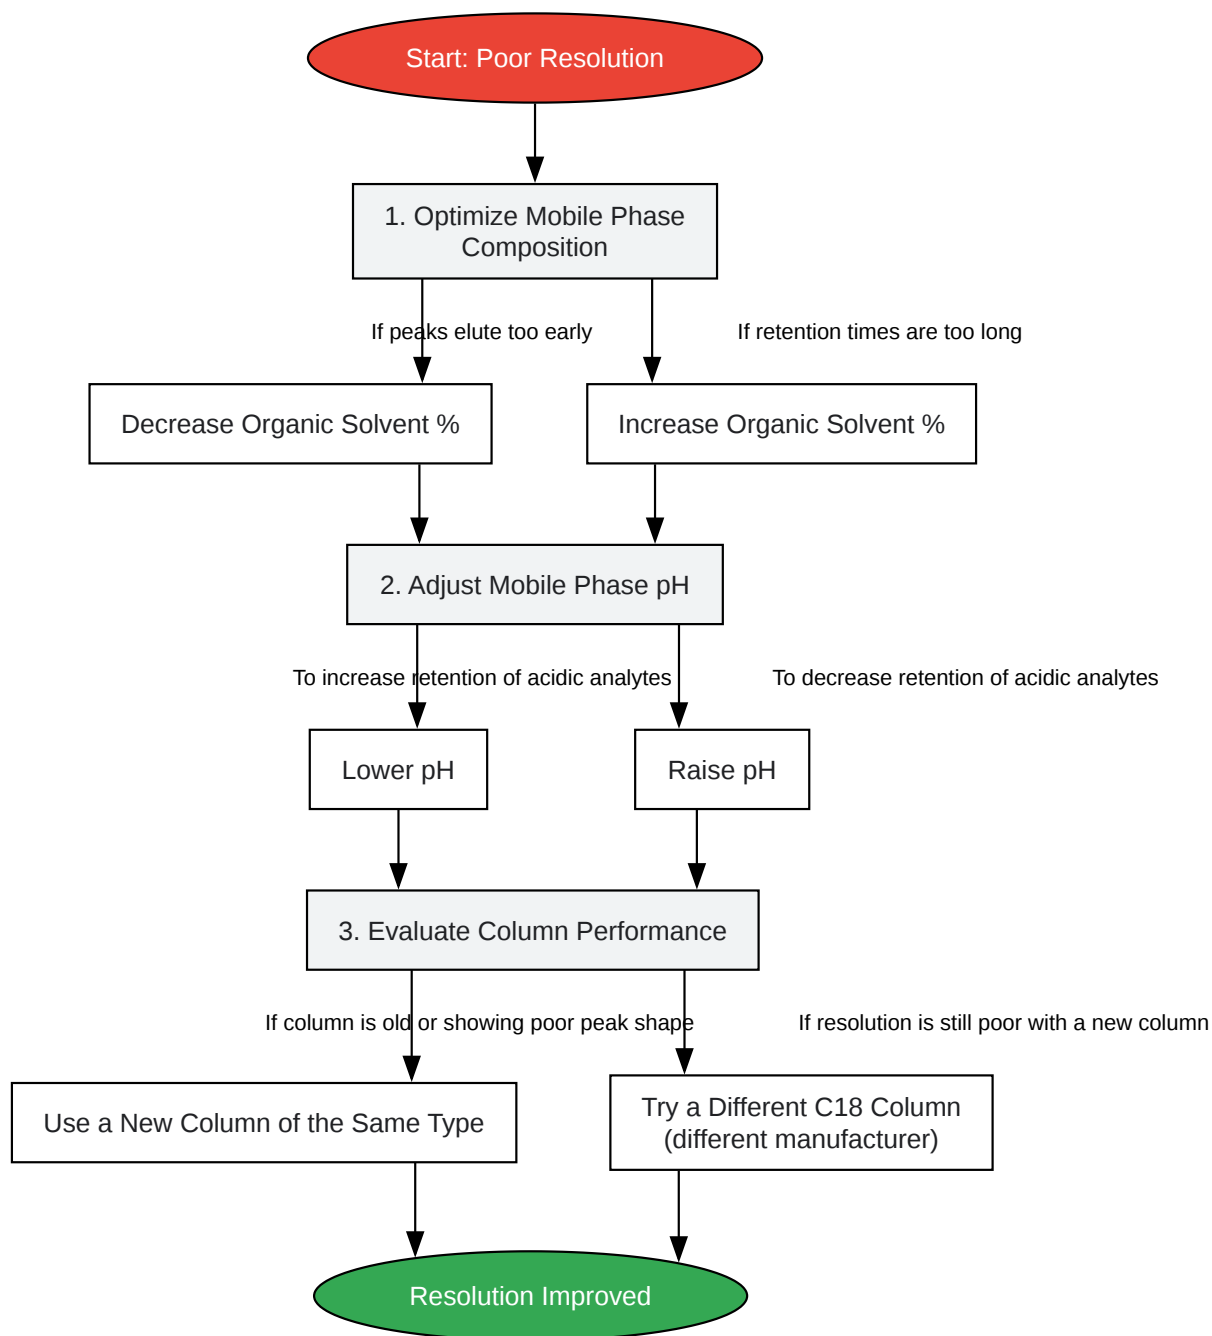 Start: Poor Resolution
1. Optimize Mobile Phase
Composition
If peaks elute too early
If retention times are too long
Decrease Organic Solvent %
Increase Organic Solvent %
2. Adjust Mobile Phase pH
To increase retention of acidic analytes
To decrease retention of acidic analytes
Lower pH
Raise pH
3. Evaluate Column Performance
If column is old or showing poor peak shape
If resolution is still poor with a new column
Use a New Column of the Same Type
Try a Different C18 Column
(different manufacturer)
Resolution Improved